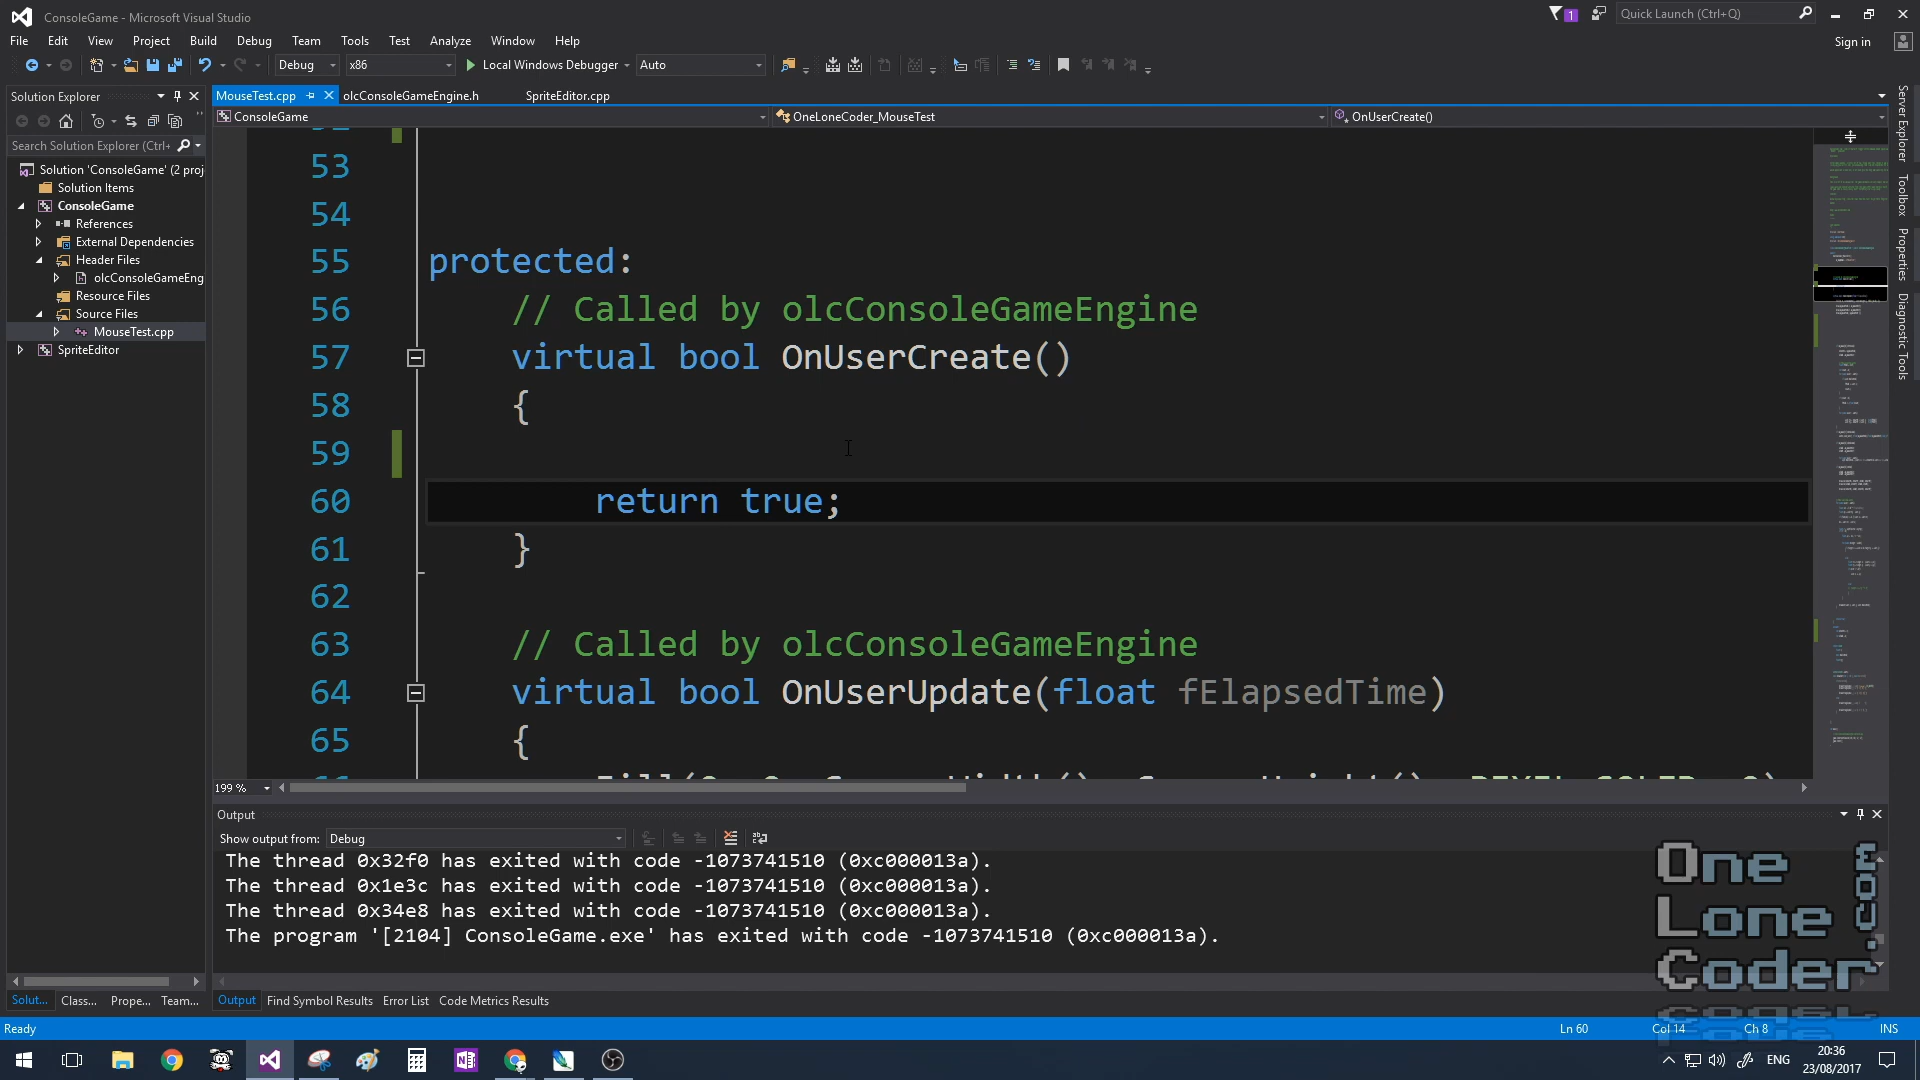 ConsoleGame - Microsoft Visual Studio
1
Quick Launch (Ctrl+Q)
File Edit View Project Build Debug Team Tools Test Analyze Window Help
Sign in
Debug x86 Local Windows Debugger Auto
Solution Explorer
MouseTest.cpp olcConsoleGameEngine.h SpriteEditor.cpp
ConsoleGame OneLoneCoder_MouseTest OnUserCreate()
Search Solution Explorer (Ctrl+
Solution 'ConsoleGame' (2 proj
Solution Items
ConsoleGame
References
External Dependencies
Header Files
olcConsoleGameEng
Resource Files
Source Files
MouseTest.cpp
SpriteEditor
53
54
55 protected:
56 // Called by olcConsoleGameEngine
57 virtual bool OnUserCreate()
58 {
59
60 return true;
61 }
62
63 // Called by olcConsoleGameEngine
64 virtual bool OnUserUpdate(float fElapsedTime)
65 {
199 %
Server Explorer
Toolbox
Properties
Diagnostic Tools
Output
Show output from: Debug
The thread 0x32f0 has exited with code -1073741510 (0xc000013a).
The thread 0x1e3c has exited with code -1073741510 (0xc000013a).
The thread 0x34e8 has exited with code -1073741510 (0xc000013a).
The program '[2104] ConsoleGame.exe' has exited with code -1073741510 (0xc000013a).
One
Lone
Coder
Solut... Class... Prope... Team...
Output Find Symbol Results Error List Code Metrics Results
Ready Ln 60 Col 14 Ch 8 INS
ENG
20:36
23/08/2017